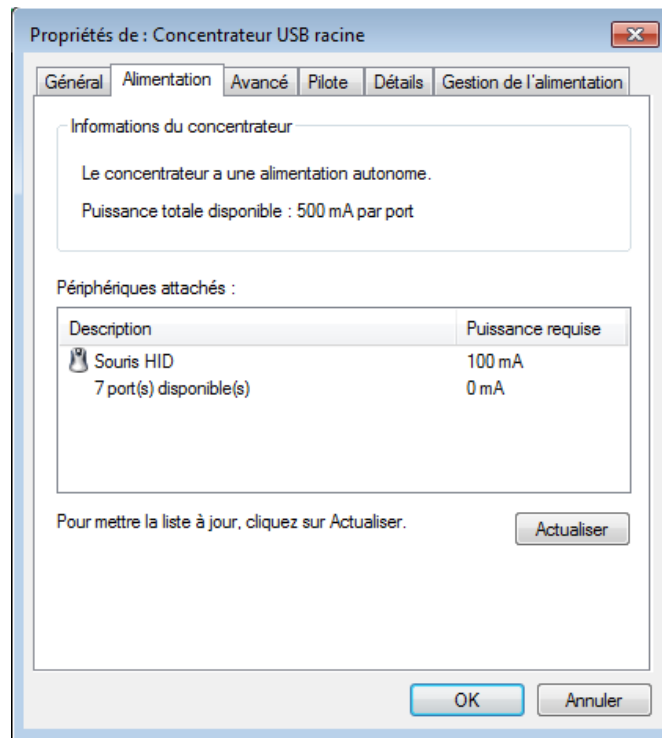 Propriétés de : Concentrateur USB racine
Général Alimentation Avancé Pilote Détails Gestion de l'alimentation
Informations du concentrateur
Le concentrateur a une alimentation autonome.
Puissance totale disponible : 500 mA par port
Périphériques attachés :
Description Puissance requise
Souris HID 100 mA
7 port(s) disponible(s) 0 mA
Pour mettre la liste à jour, cliquez sur Actualiser.
Actualiser
OK Annuler